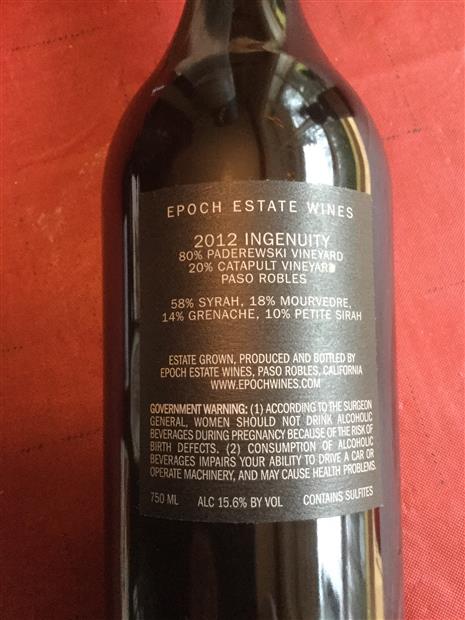 EPOCH ESTATE WINES
2012 INGENUITY
80% PADEREWSKI VINEYARD
20% CATAPULT VINEYARD
PASO ROBLES
58% SYRAH, 18% MOURVEDRE,
14% GRENACHE, 10% PETITE SIRAH
ESTATE GROWN, PRODUCED AND BOTTLED BY
EPOCH ESTATE WINES, PASO ROBLES, CALIFORNIA
WWW.EPOCHWINES.COM
GOVERNMENT WARNING: (1) ACCORDING TO THE SURGEON
GENERAL, WOMEN SHOULD NOT DRINK ALCOHOLIC
BEVERAGES DURING PREGNANCY BECAUSE OF THE RISK OF
BIRTH DEFECTS. (2) CONSUMPTION OF ALCOHOLIC
BEVERAGES IMPAIRS YOUR ABILITY TO DRIVE A CAR OR
OPERATE MACHINERY, AND MAY CAUSE HEALTH PROBLEMS.
750 ML ALC 15.6% BY VOL CONTAINS SULFITES